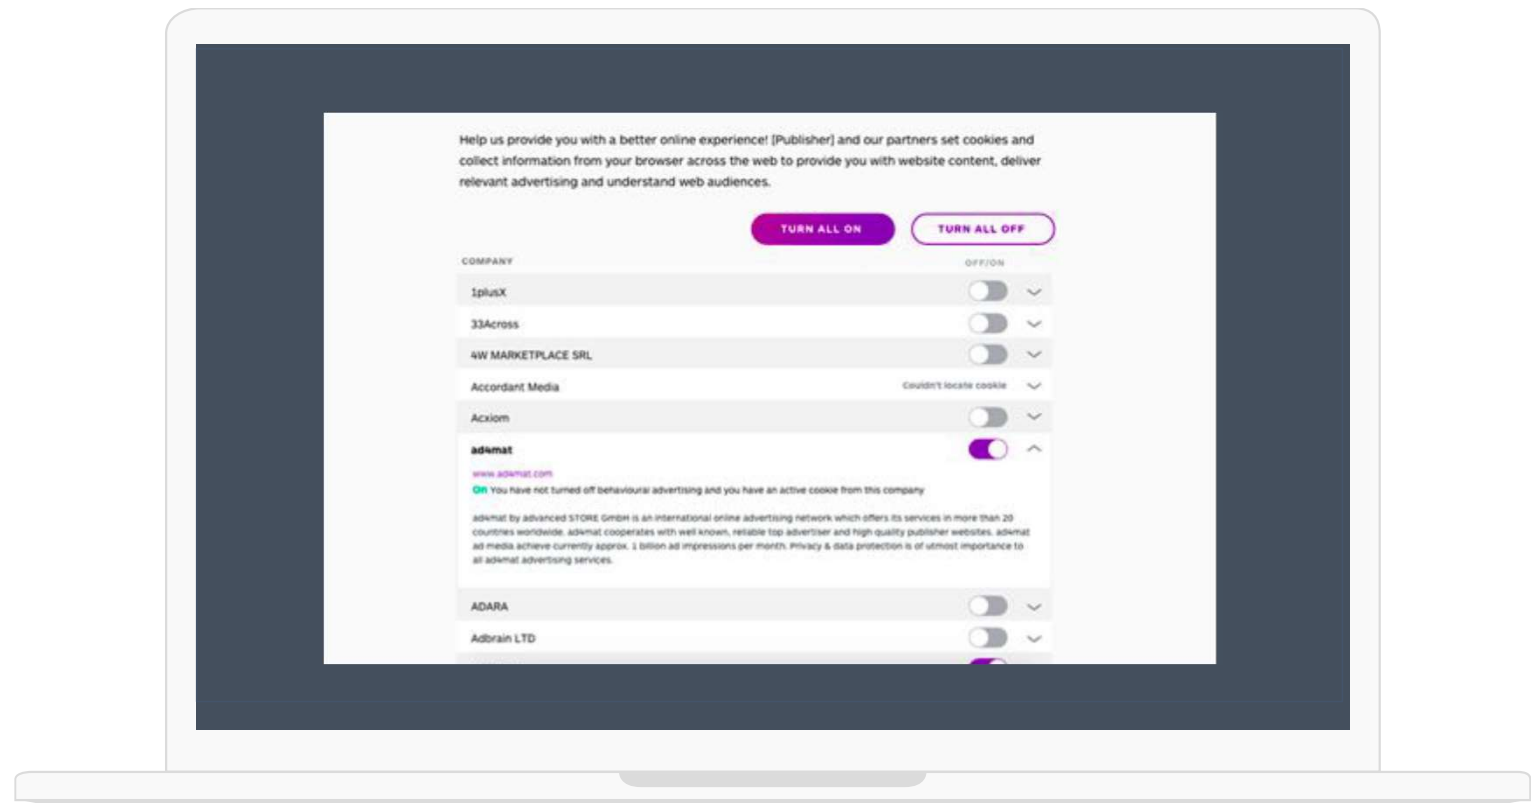 Help us provide you with a better online experience! [Publisher] and our partners set cookies and
collect information from your browser across the web to provide you with website content, deliver
relevant advertising and understand web audiences.
TURN ALL ON TURN ALL OFF
COMPANY OFF/ON
1plusX
33Across
4W MARKETPLACE SRL
Accordant Media Couldn't locate cookie
Acxiom
ad4mat
www.ad4mat.com
On You have not turned off behavioural advertising and you have an active cookie from this company
ad4mat by advanced STORE GmbH is an international online advertising network which offers its services in more than 20
countries worldwide. ad4mat cooperates with well known, reliable top advertiser and high quality publisher websites. ad4mat
ad media achieve currently approx. 1 billion ad impressions per month. Privacy & data protection is of utmost importance to
all ad4mat advertising services.
ADARA
Adbrain LTD